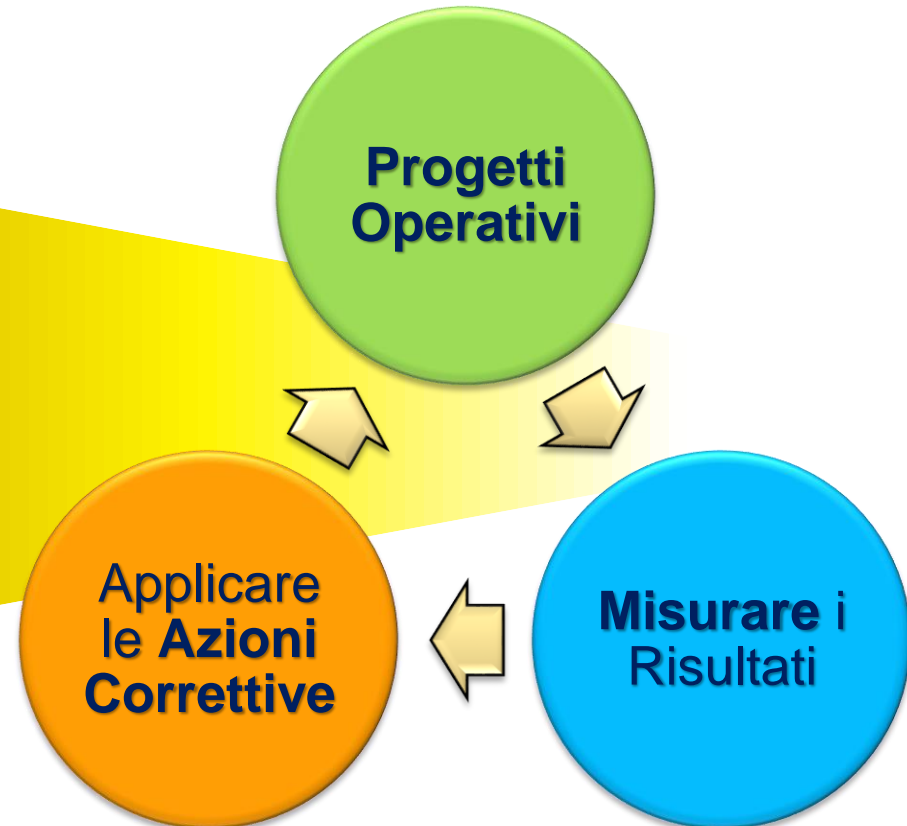 Progetti
Operativi
Applicare
le Azioni
Correttive
Misurare i
Risultati